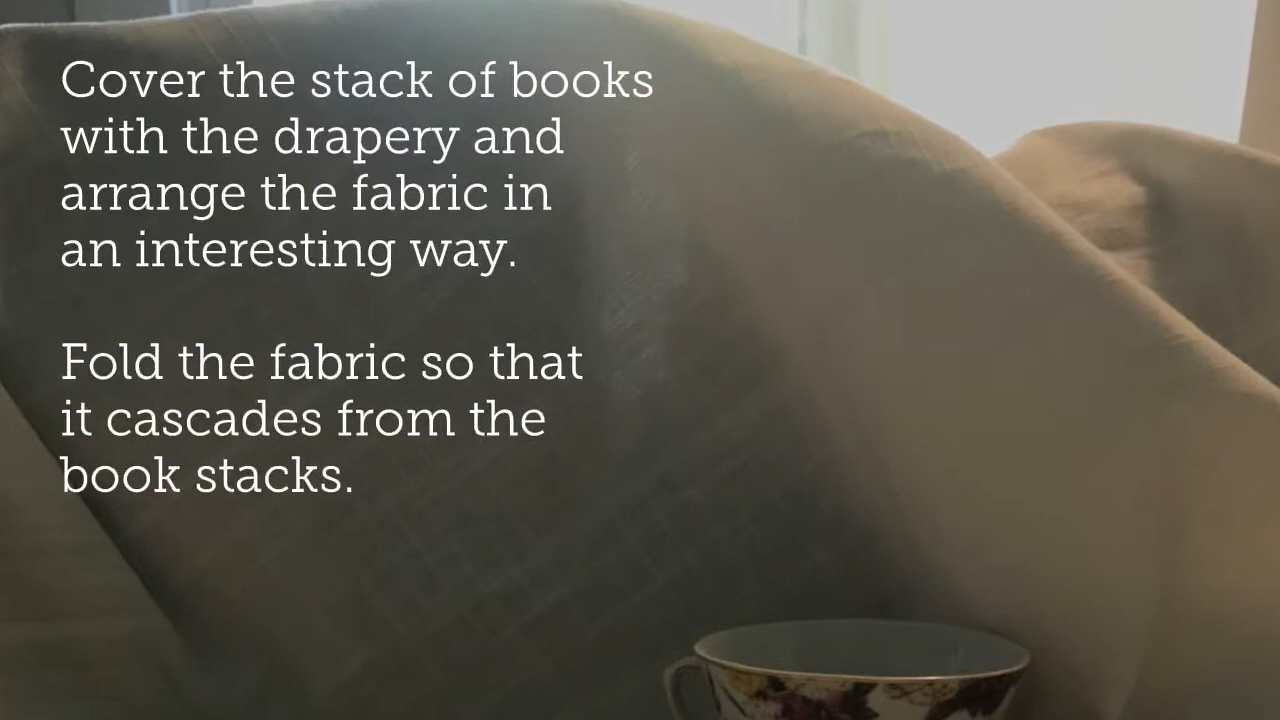 Cover the stack of books
with the drapery and
arrange the fabric in
an interesting way.
Fold the fabric so that
it cascades from the
book stacks.